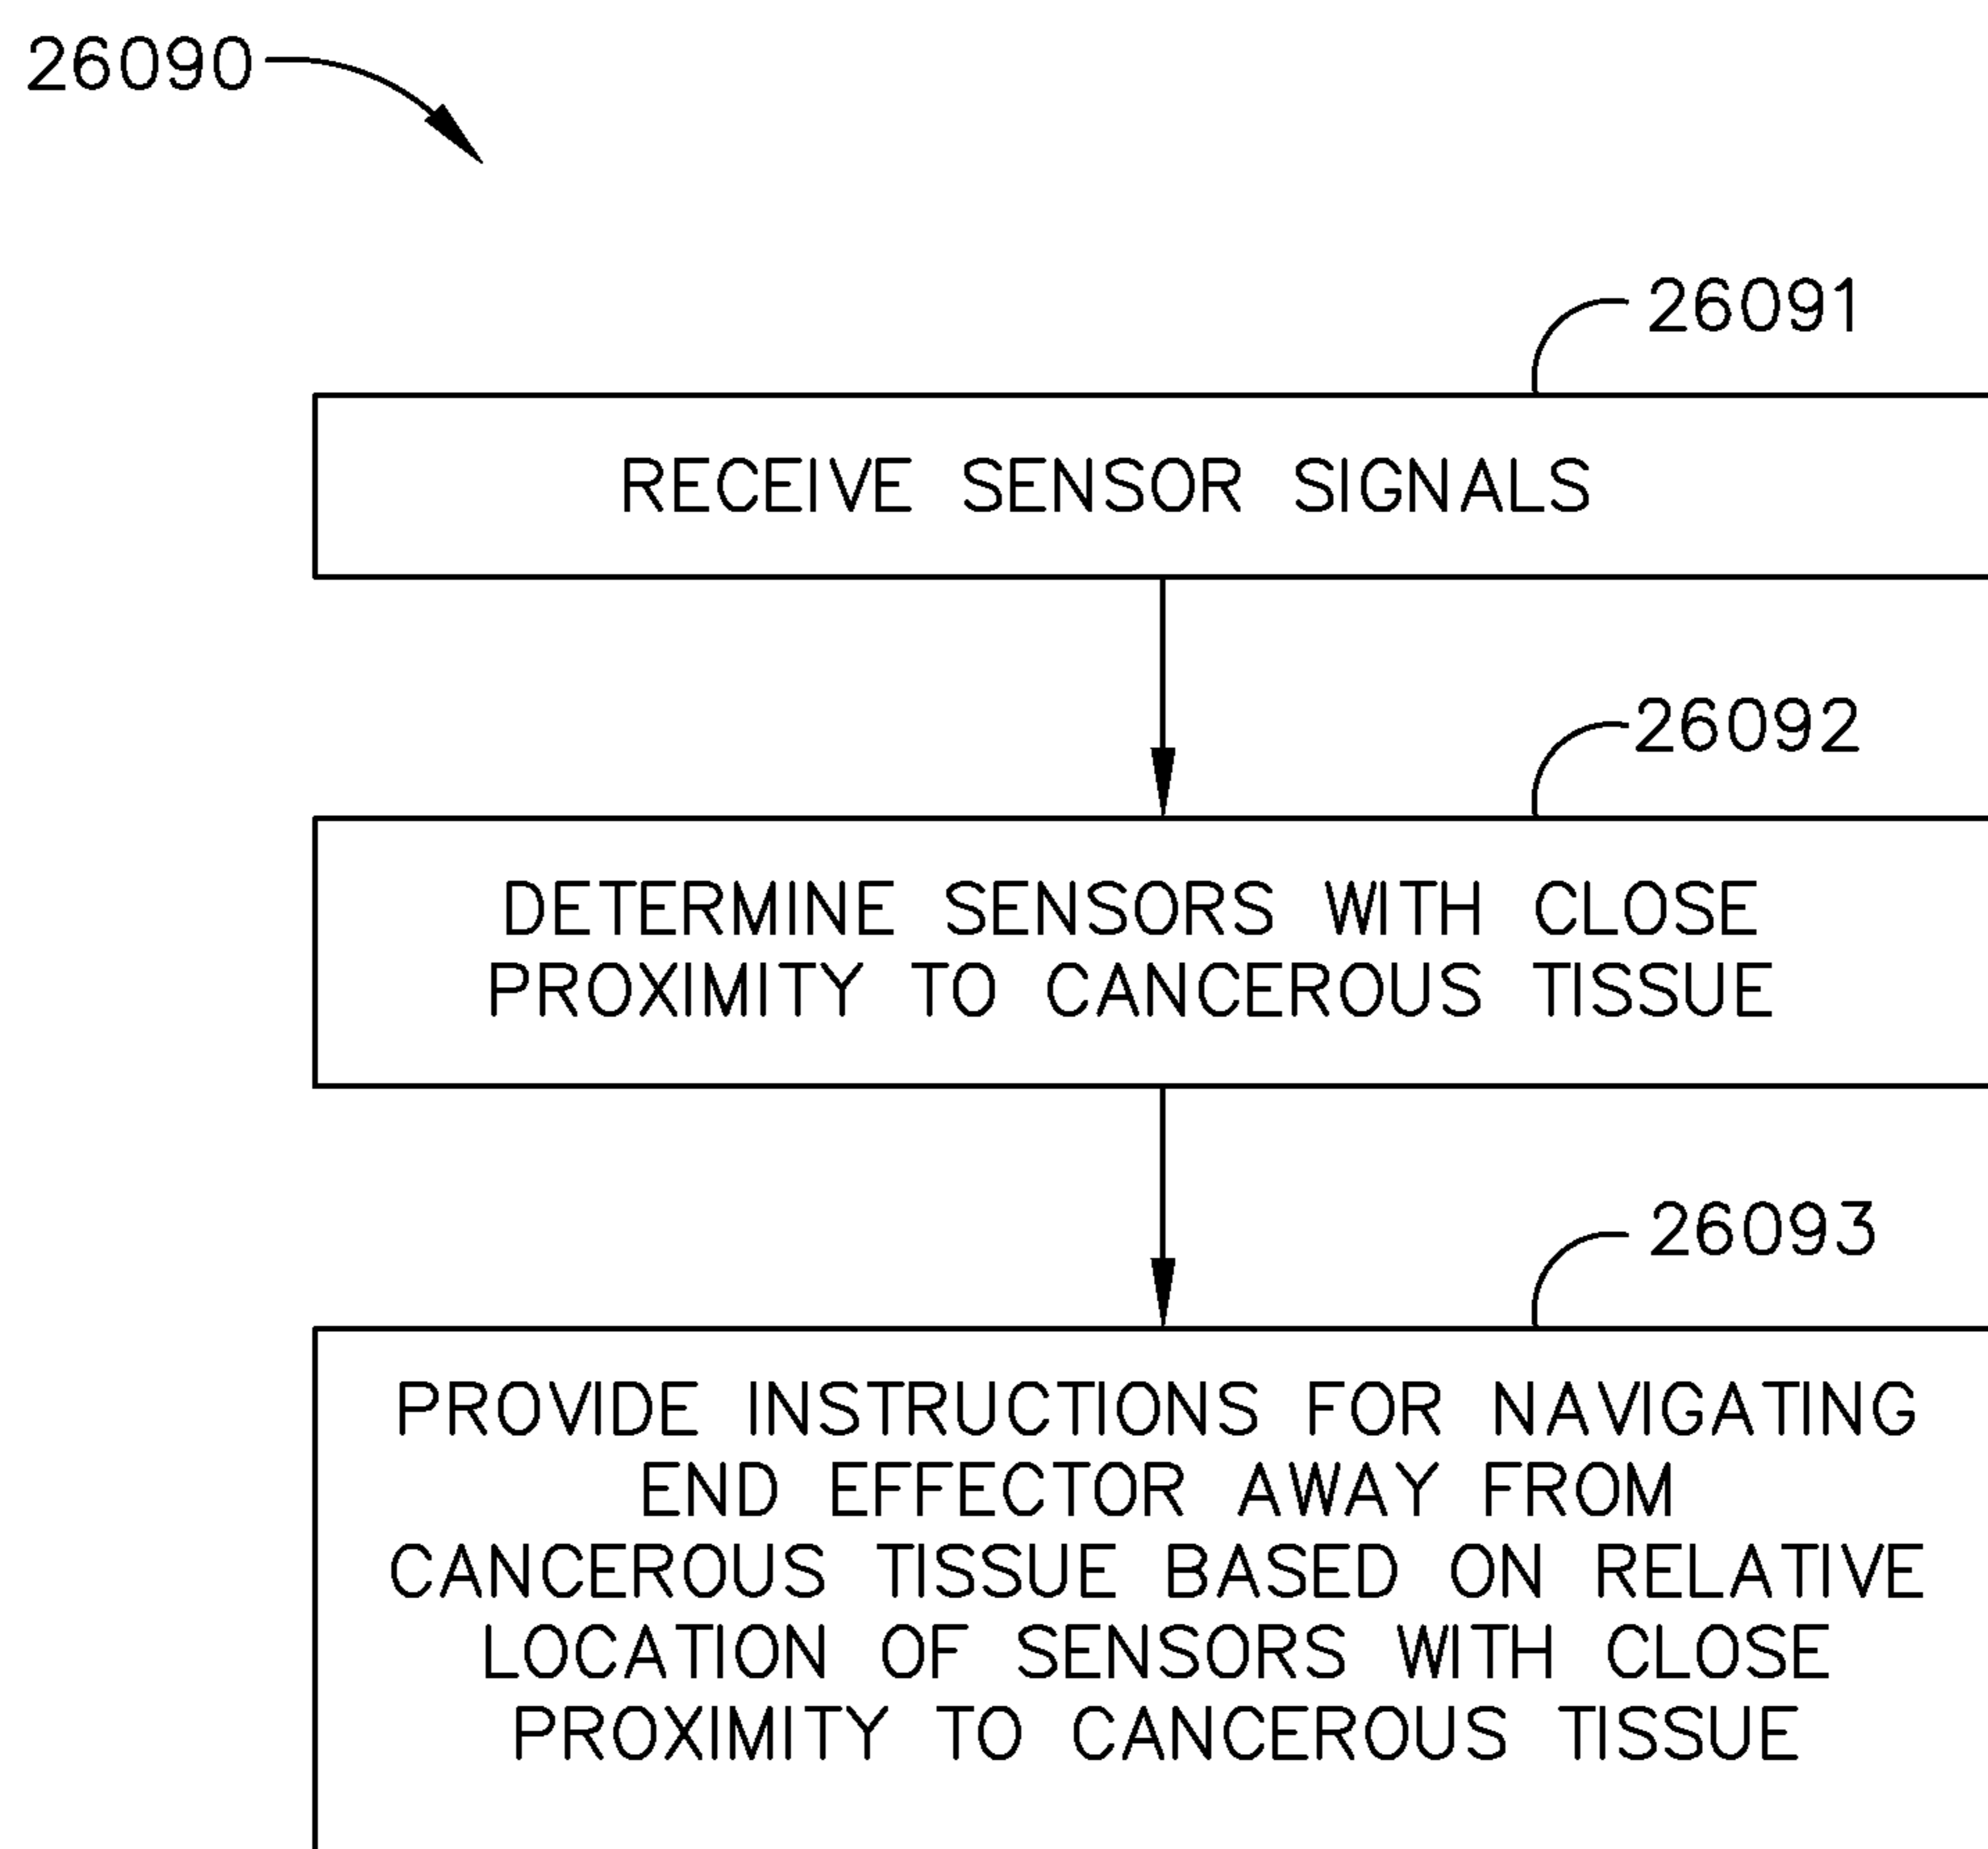 26090
26091
RECEIVE SENSOR SIGNALS
26092
DETERMINE SENSORS WITH CLOSE
PROXIMITY TO CANCEROUS TISSUE
26093
PROVIDE INSTRUCTIONS FOR NAVIGATING
END EFFECTOR AWAY FROM
CANCEROUS TISSUE BASED ON RELATIVE
LOCATION OF SENSORS WITH CLOSE
PROXIMITY TO CANCEROUS TISSUE